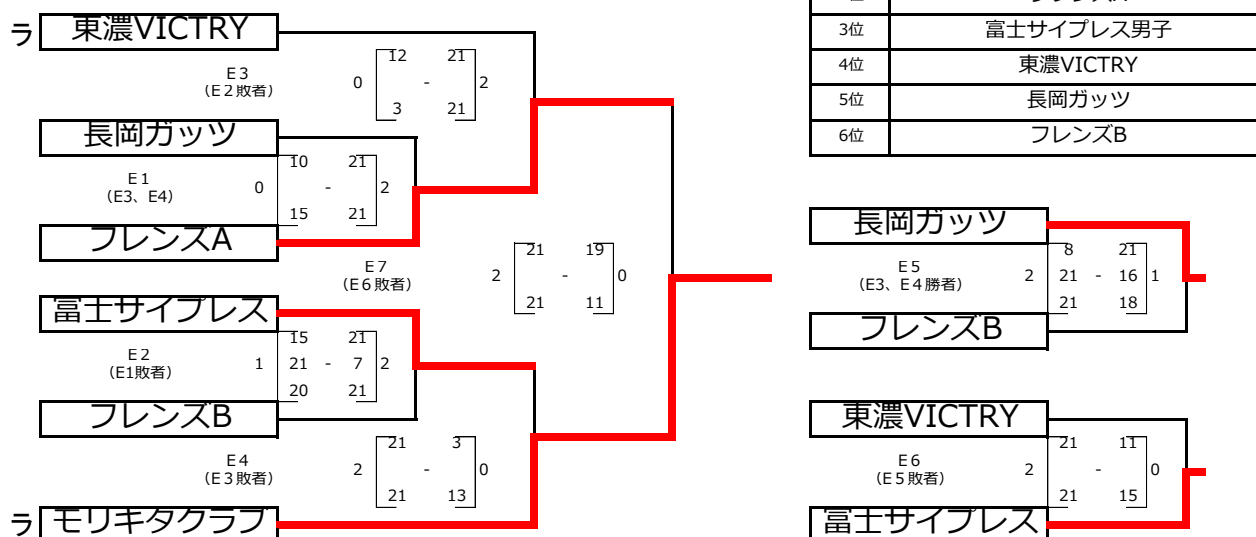 ラ 東濃VICTRY
E3
(E2敗者)
0 12 - 21 2
3 21
長岡ガッツ
E1
(E3、E4)
0 10 - 21 2
15 21
フレンズA
E7
(E6敗者)
2 21 - 19 0
21 11
富士サイプレス
E2
(E1敗者)
1 15 21 2
21 - 7
20 21
フレンズB
E4
(E3敗者)
2 21 - 3 0
21 13
ラ モリキタクラブ
3位 富士サイプレス男子
4位 東濃VICTRY
5位 長岡ガッツ
6位 フレンズB
長岡ガッツ
E5
(E3、E4勝者)
2 8 21 1
21 - 16
21 18
フレンズB
東濃VICTRY
E6
(E5敗者)
2 21 - 11 0
21 15
富士サイプレス